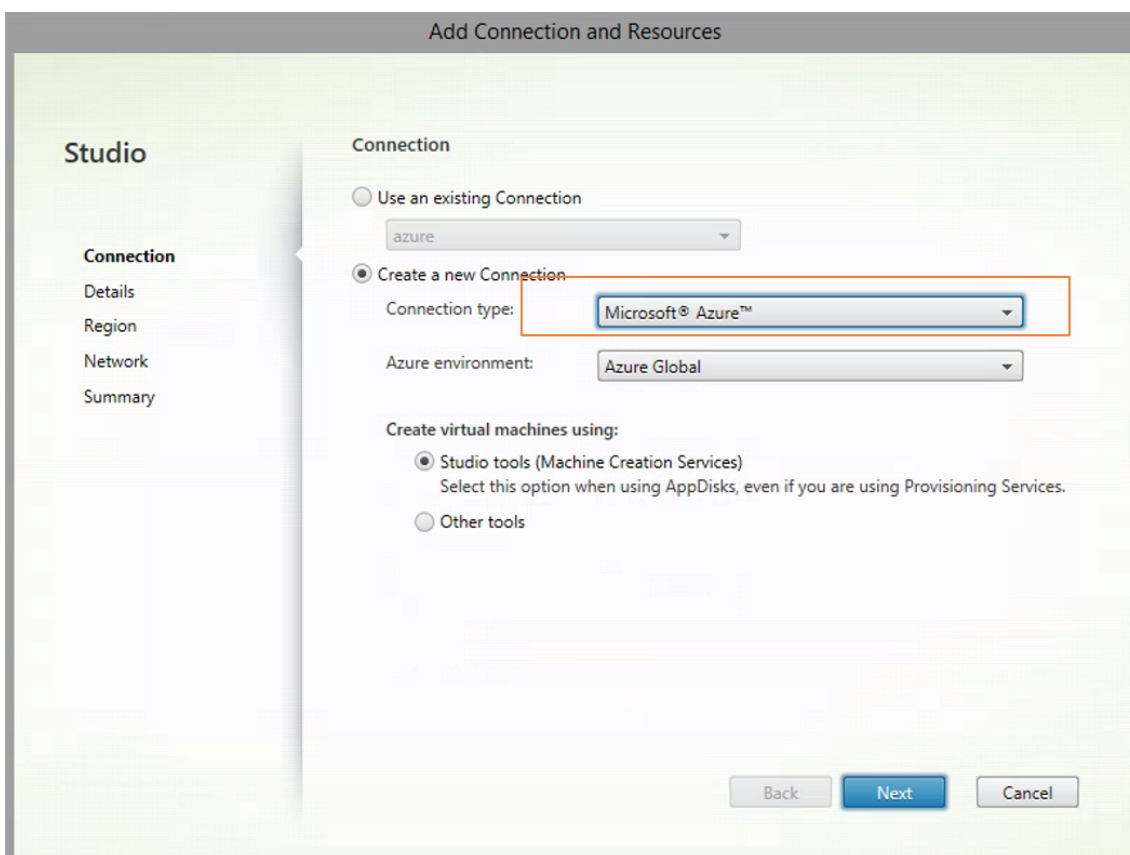 Add Connection and Resources
Studio
Connection
Details
Region
Network
Summary
Connection
Use an existing Connection
azure
Create a new Connection
Connection type:
Microsoft® Azure™
Azure environment:
Azure Global
Create virtual machines using:
Studio tools (Machine Creation Services)
Select this option when using AppDisks, even if you are using Provisioning Services.
Other tools
Back
Next
Cancel